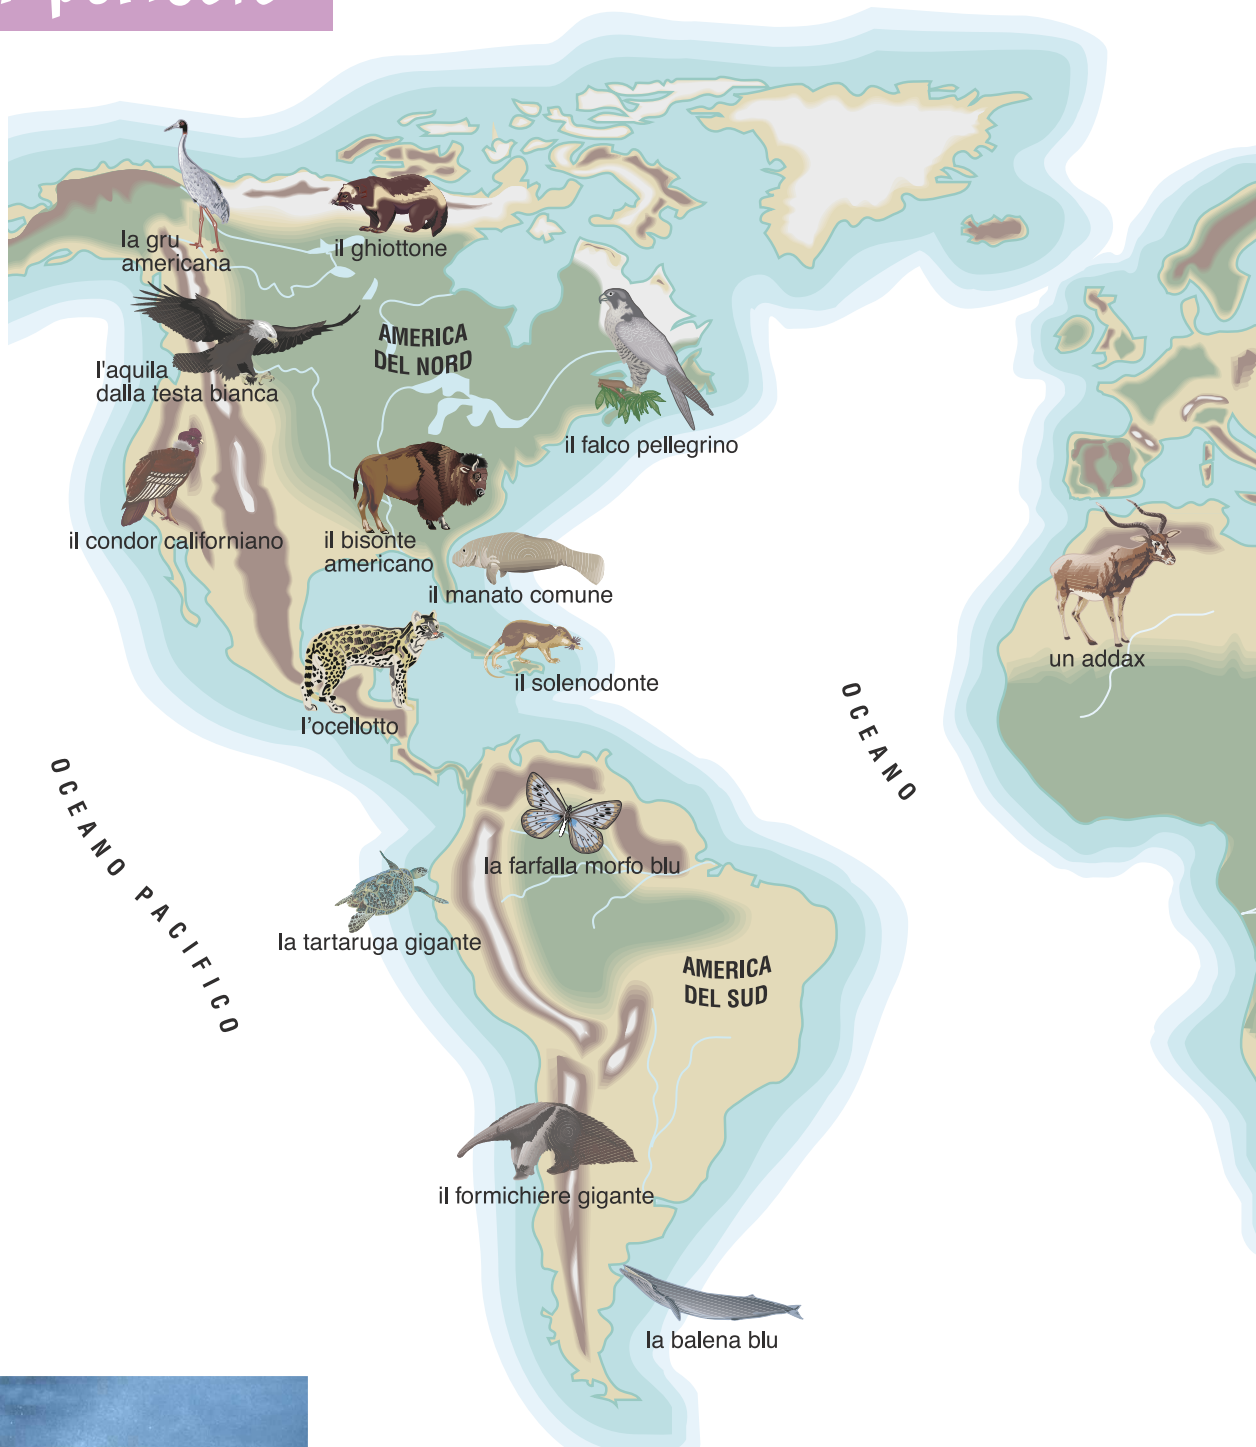 la gru
americana
il ghiottone
AMERICA
DEL NORD
l'aquila
dalla testa bianca
il falco pellegrino
il condor californiano
il bisonte
americano
il manato comune
il solenodonte
l'ocellotto
un addax
OCEANO
OCEANO PACIFICO
la farfalla morfo blu
la tartaruga gigante
AMERICA
DEL SUD
il formichiere gigante
la balena blu